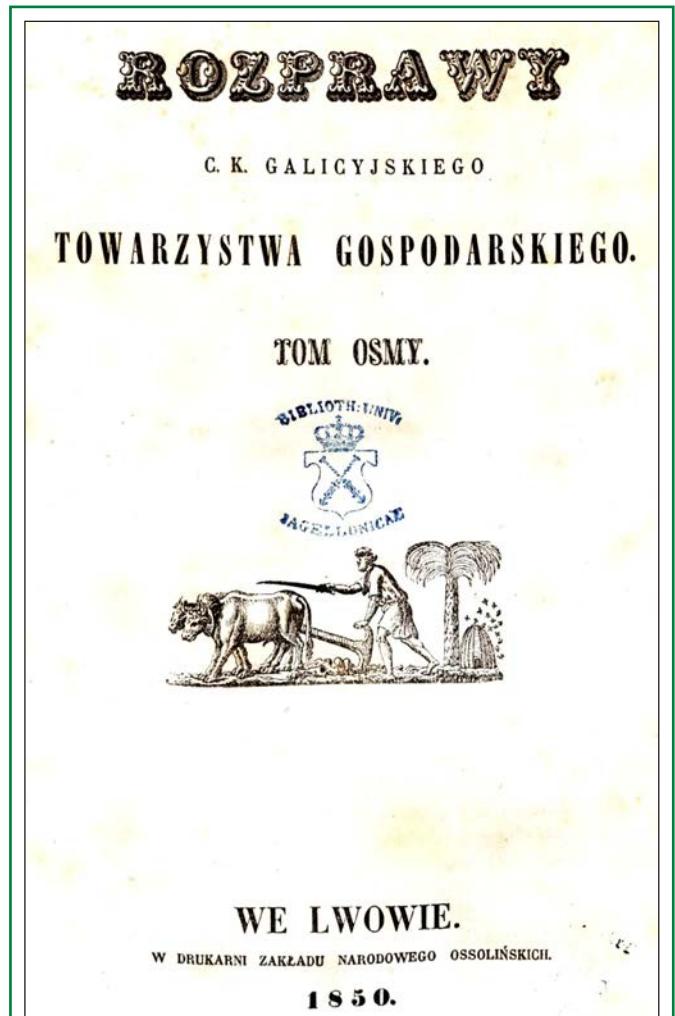 ROZPRAWY
C. K. GALICYJSKIEGO
TOWARZYSTWA GOSPODARSKIEGO.
TOM OSMY.
BIBLIOTH: UNIV.
JAGELLONICAE
WE LWOWIE.
W DRUKARNI ZAKŁADU NARODOWEGO OSSOLIŃSKICH.
1850.